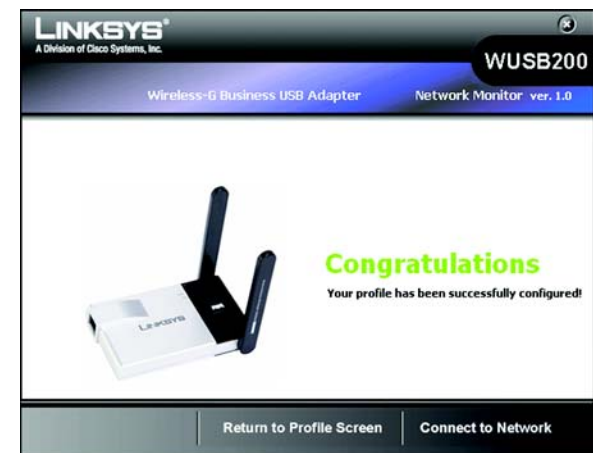 LINKSYS®
A Division of Cisco Systems, Inc.
WUSB200
Wireless-G Business USB Adapter
Network Monitor ver. 1.0
LINKSYS
Congratulations
Your profile has been successfully configured!
Return to Profile Screen
Connect to Network